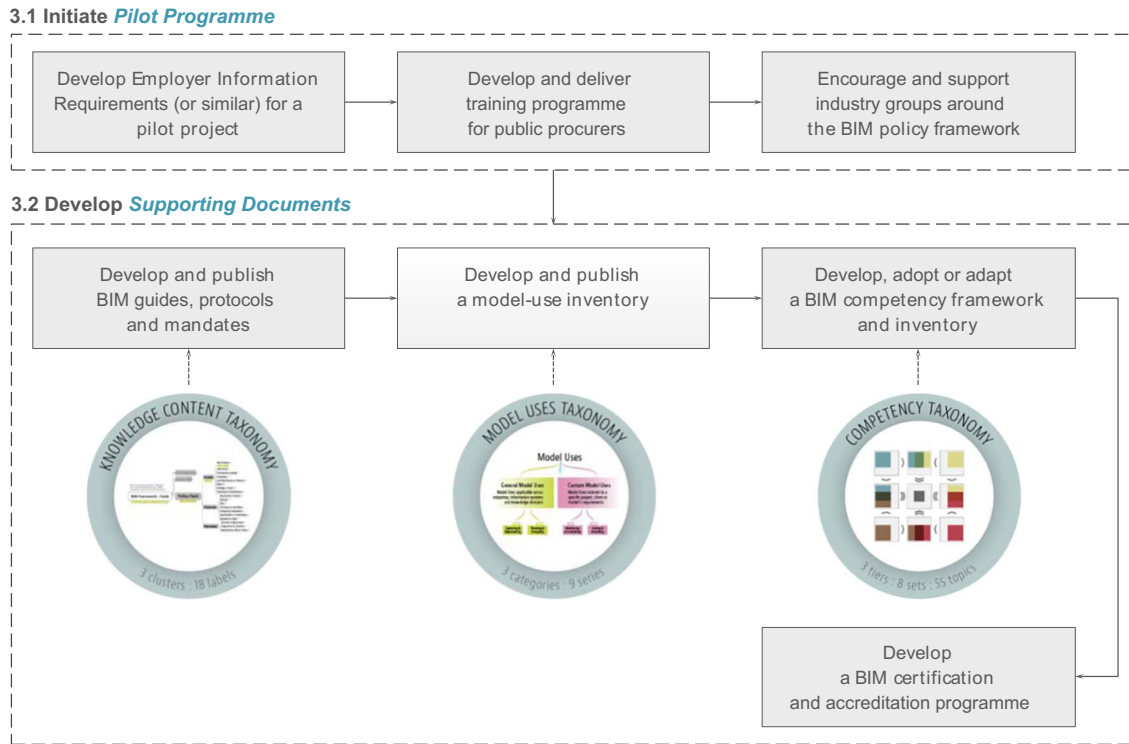 3.1 Initiate Pilot Programme
Develop Employer Information
Requirements (or similar) for a
pilot project
Develop and deliver
training programme
for public procurers
Encourage and support
industry groups around
the BIM policy framework
3.2 Develop Supporting Documents
Develop and publish
BIM guides, protocols
and mandates
Develop and publish
a model-use inventory
Develop, adopt or adapt
a BIM competency framework
and inventory
KNOWLEDGE CONTENT TAXONOMY
3 clusters : 18 labels
MODEL USES TAXONOMY
Model Uses
General Model Uses
Custom Model Uses
3 categories : 9 series
COMPETENCY TAXONOMY
3 tiers : 8 sets : 55 topics
Develop
a BIM certification
and accreditation programme